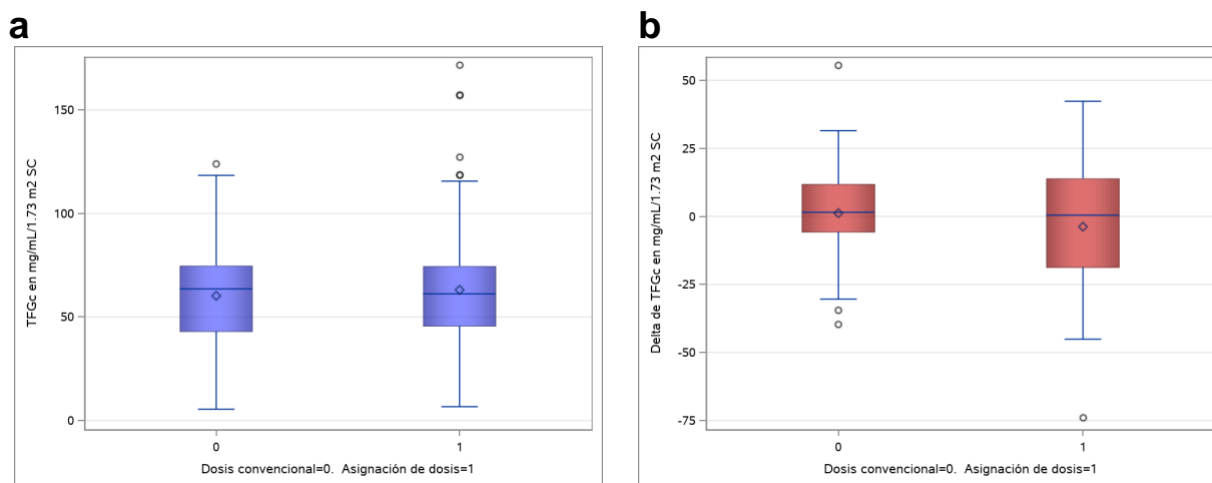 a
TFGc en mg/mL/1.73 m2 SC
150
100
50
0
0
1
Dosis convencional=0. Asignación de dosis=1
b
Delta de TFGc en mg/mL/1.73 m2 SC
50
25
0
-25
-50
-75
0
1
Dosis convencional=0. Asignación de dosis=1